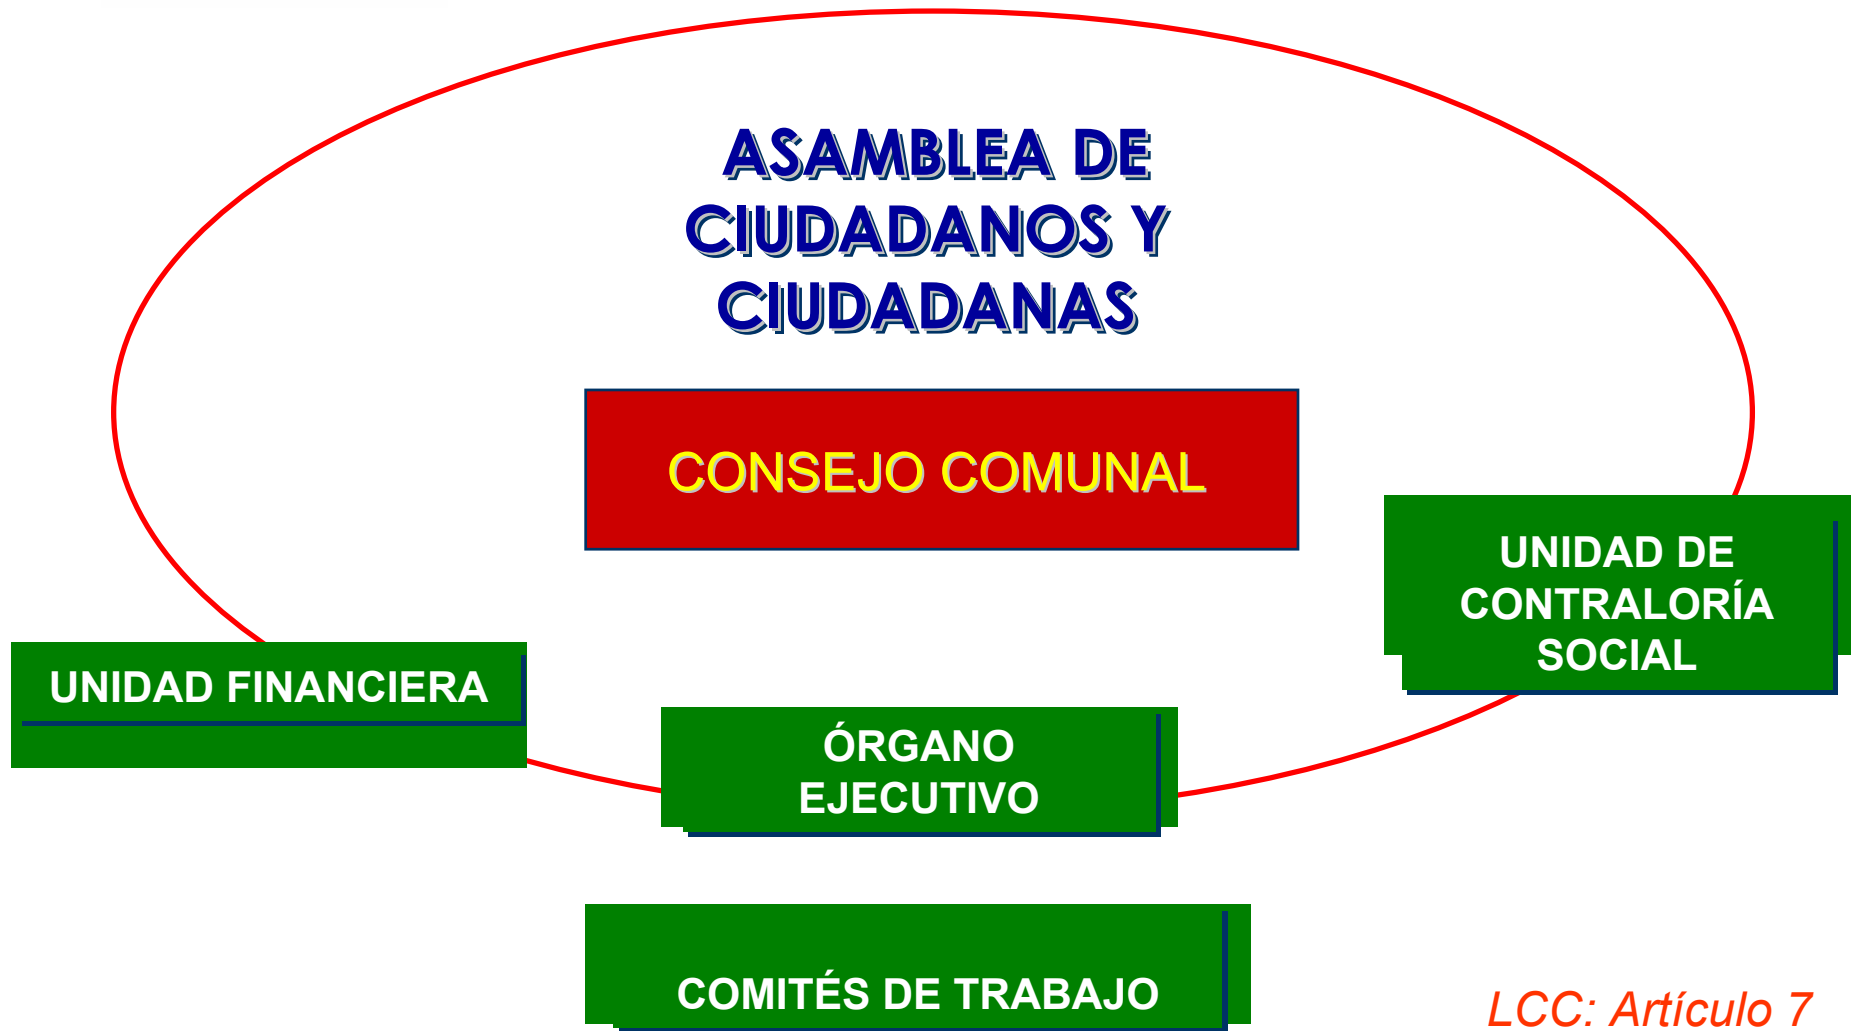 ASAMBLEA DE
CIUDADANOS Y
CIUDADANAS
CONSEJO COMUNAL
UNIDAD DE
CONTRALORÍA
SOCIAL
UNIDAD FINANCIERA
ÓRGANO
EJECUTIVO
COMITÉS DE TRABAJO
LCC: Artículo 7